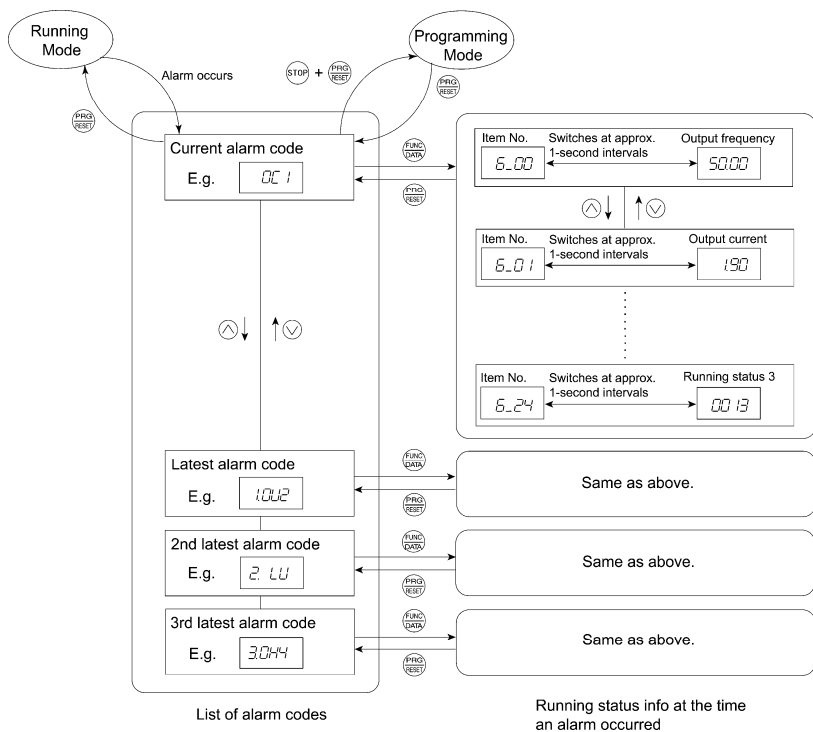 Running
Mode
Programming
Mode
Alarm occurs
STOP + PRG
RESET
PRG
RESET
PRG
RESET
Current alarm code
E.g. OC1
FUNC
DATA
PRG
RESET
Item No. Switches at approx. Output frequency
1-second intervals
6_00 50.00
Item No. Switches at approx. Output current
1-second intervals
6_01 1.90
Item No. Switches at approx. Running status 3
1-second intervals
6_24 0013
Latest alarm code
E.g. 1.OU2
FUNC
DATA
PRG
RESET
Same as above.
2nd latest alarm code
E.g. 2. LU
FUNC
DATA
PRG
RESET
Same as above.
3rd latest alarm code
E.g. 3.OH4
FUNC
DATA
PRG
RESET
Same as above.
List of alarm codes
Running status info at the time
an alarm occurred